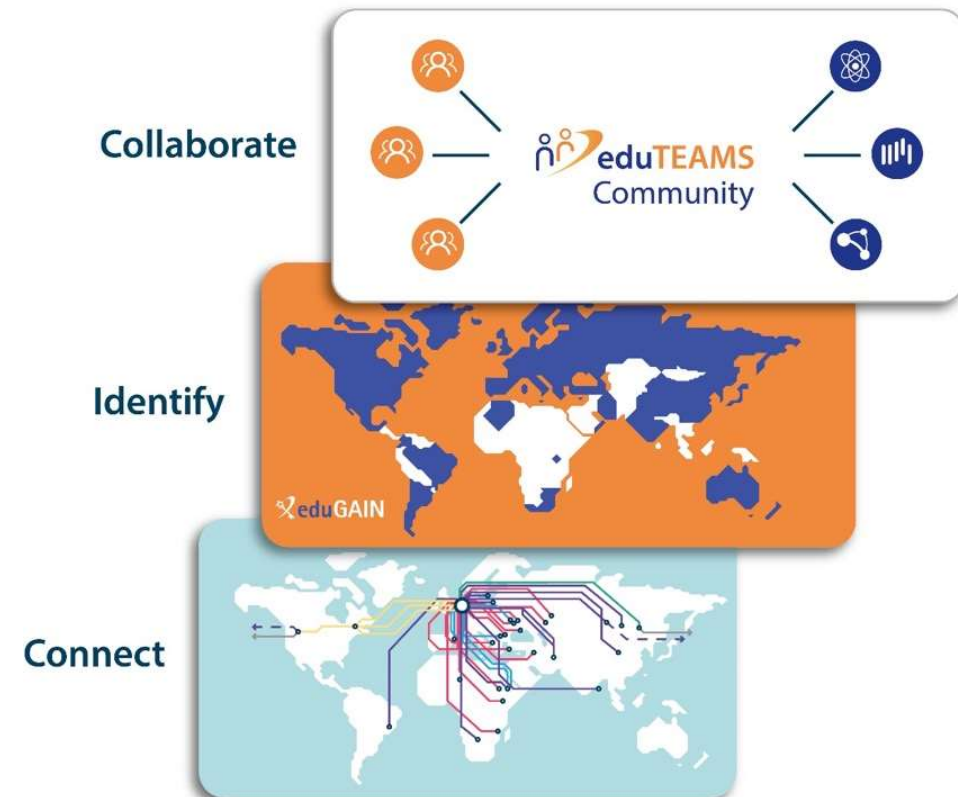 Collaborate
eduTEAMS
Community
Identify
eduGAIN
Connect